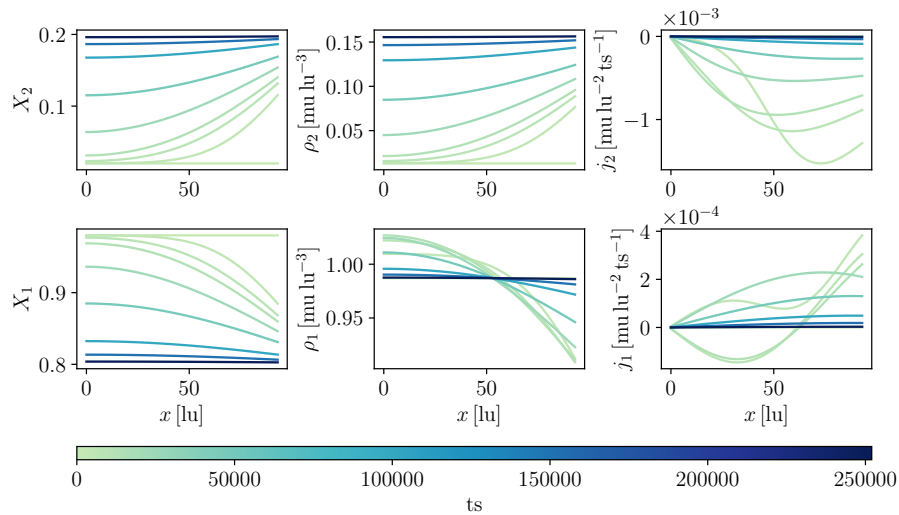 ×10⁻³
0.2
0.1
X₂
0 50
0.15
0.10
0.05
ρ₂ [mu lu⁻³]
0 50
0
−1
j₂ [mu lu⁻² ts⁻¹]
0 50
×10⁻⁴
0.9
0.8
X₁
0 50
x [lu]
1.00
0.95
ρ₁ [mu lu⁻³]
0 50
x [lu]
4
2
0
j₁ [mu lu⁻² ts⁻¹]
0 50
x [lu]
0 50000 100000 150000 200000 250000
ts